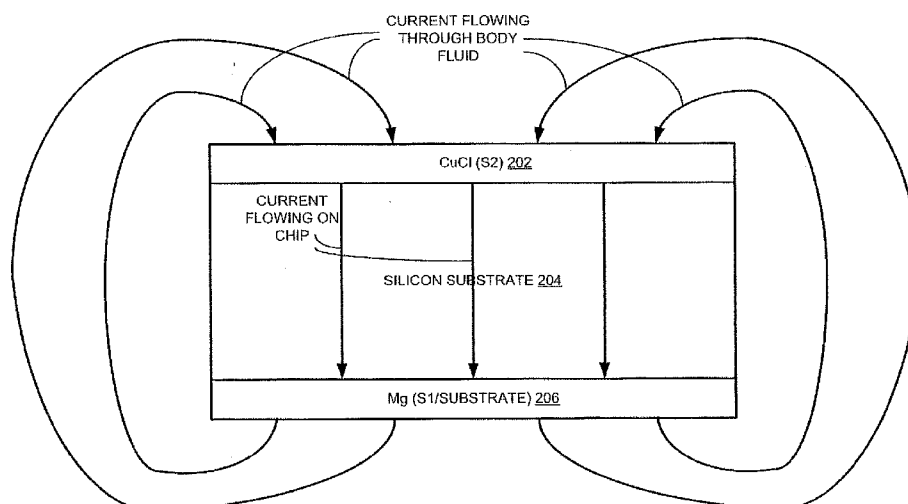 CURRENT FLOWING
THROUGH BODY
FLUID
CuCl (S2) 202
CURRENT
FLOWING ON
CHIP
SILICON SUBSTRATE 204
Mg (S1/SUBSTRATE) 206